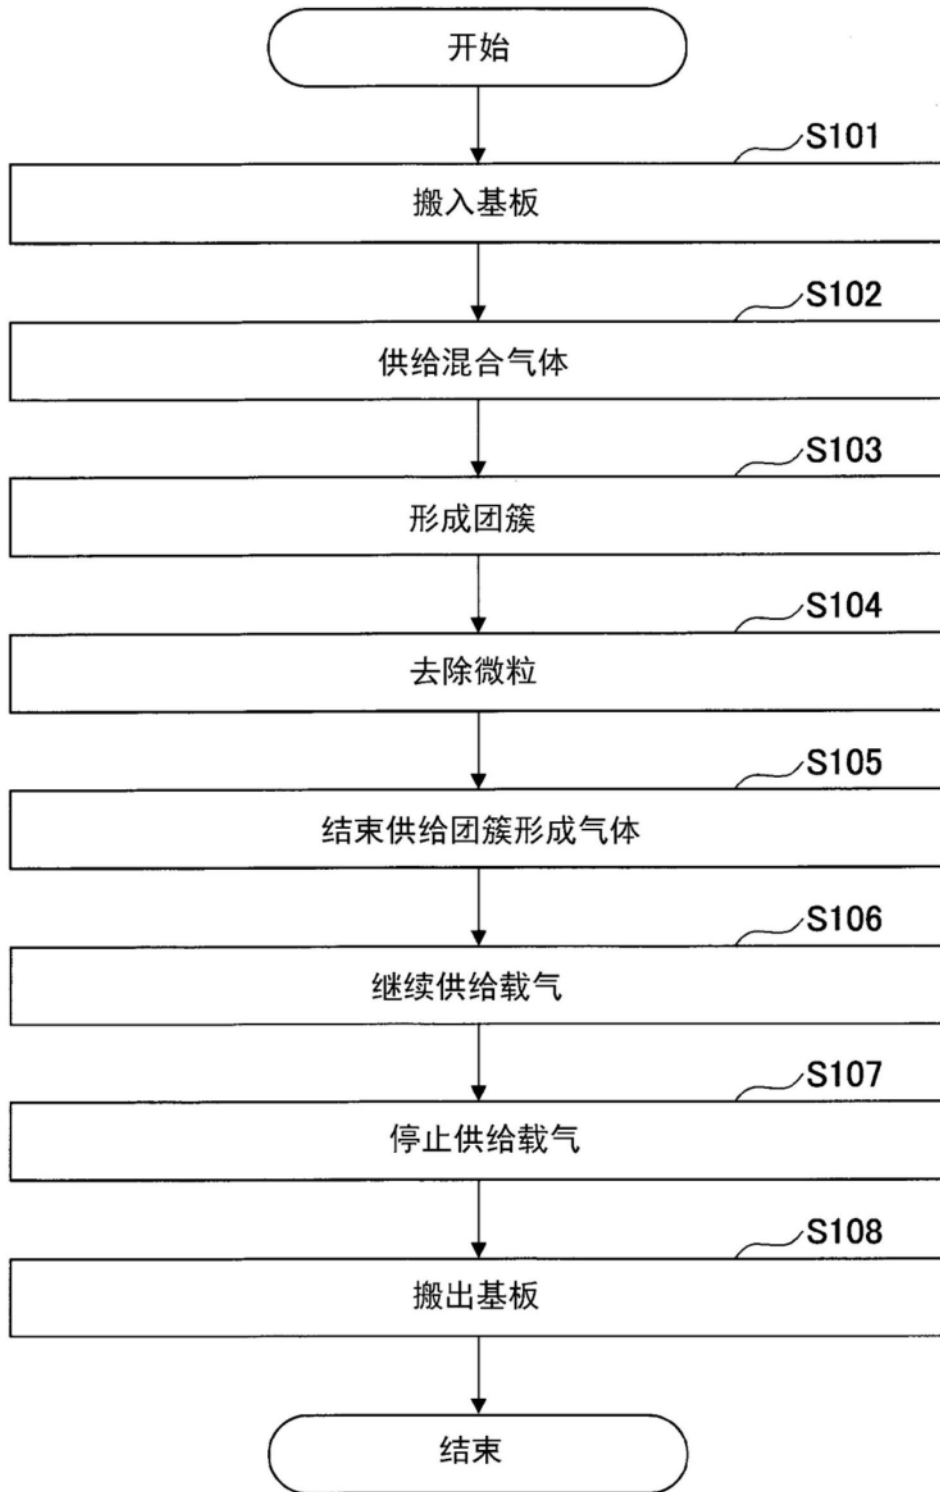 开始
S101
搬入基板
S102
供给混合气体
S103
形成团簇
S104
去除微粒
S105
结束供给团簇形成气体
S106
继续供给载气
S107
停止供给载气
S108
搬出基板
结束